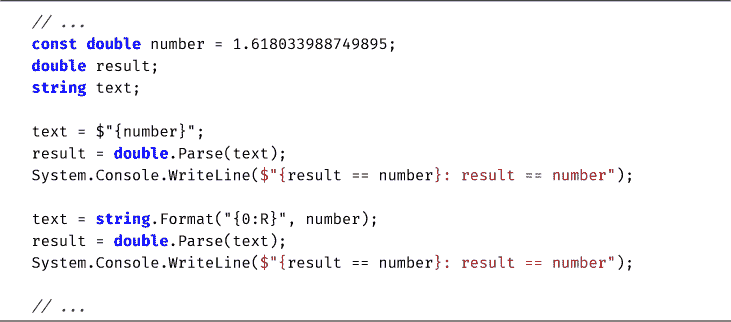 // ...
const double number = 1.618033988749895;
double result;
string text;
text = $"{number}";
result = double.Parse(text);
System.Console.WriteLine($"{result == number}: result == number");
text = string.Format("{0:R}", number);
result = double.Parse(text);
System.Console.WriteLine($"{result == number}: result == number");
// ...